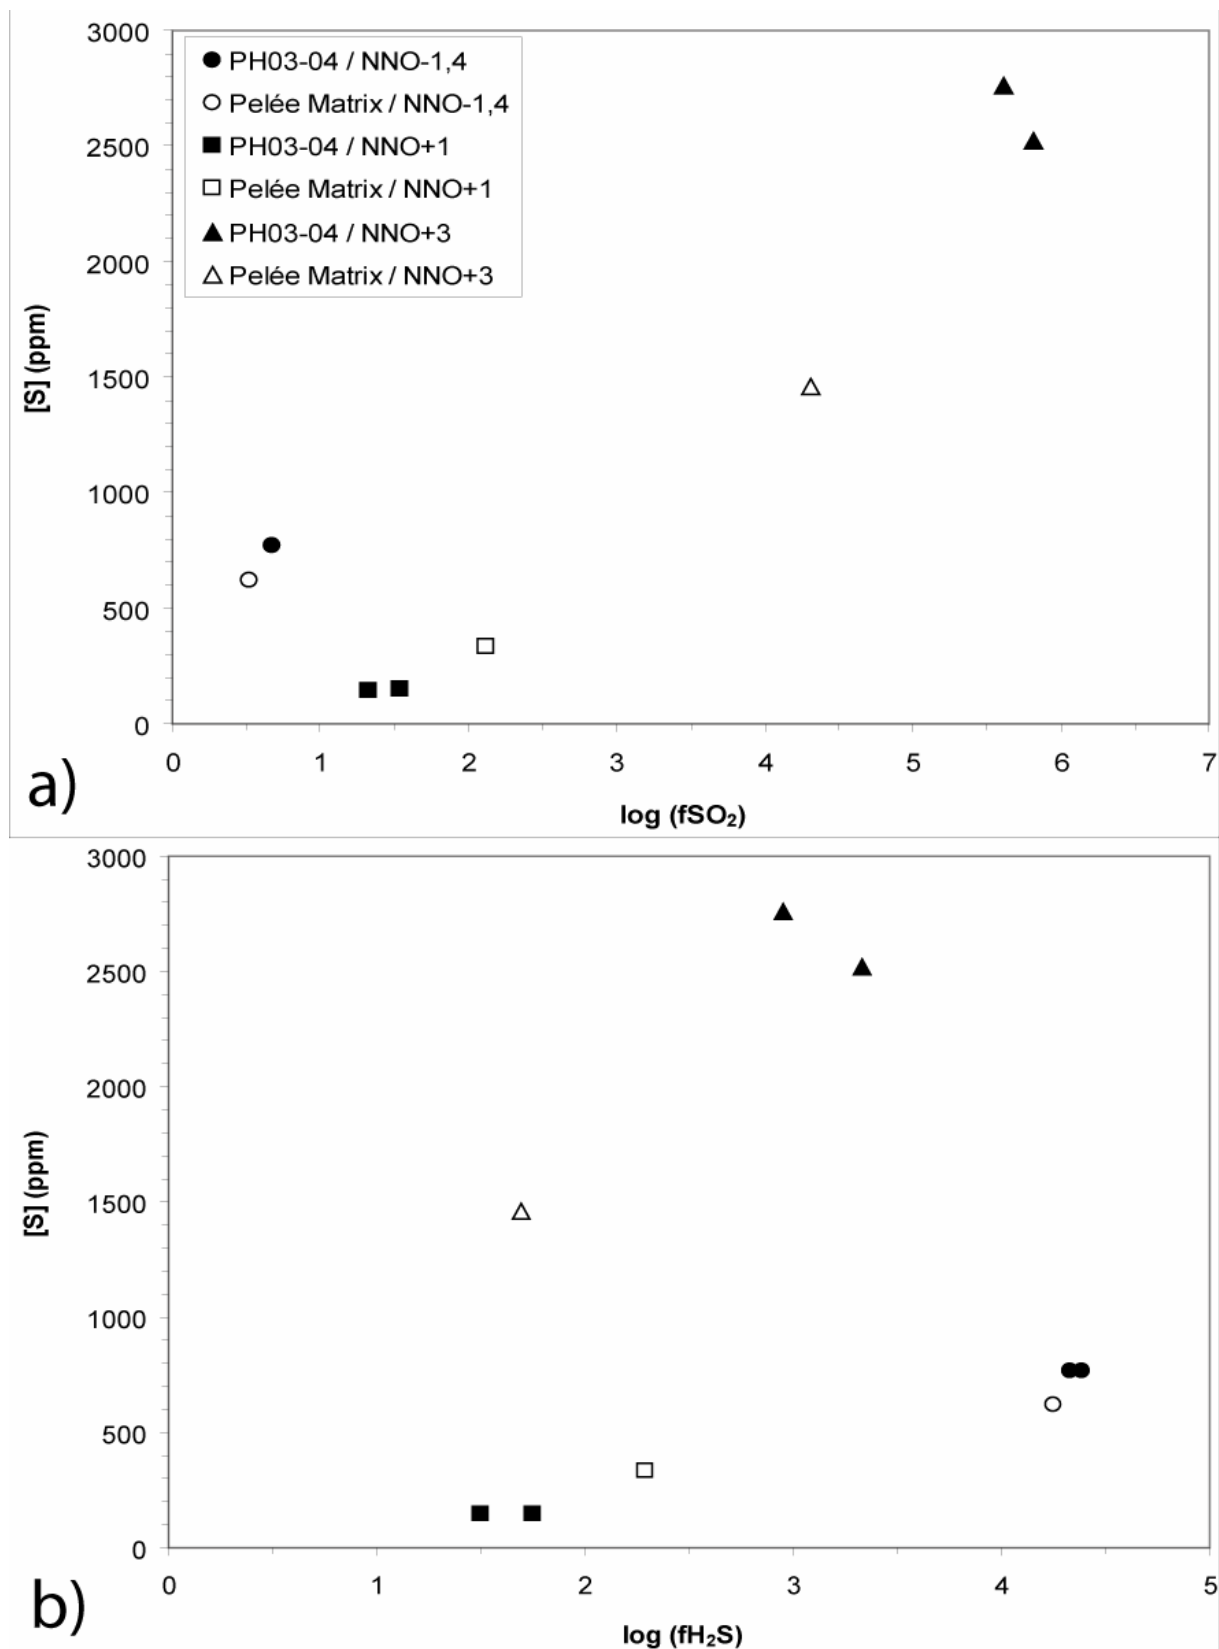 3000
2500
2000
1500
1000
500
0
[S] (ppm)
PH03-04 / NNO-1,4
Pelée Matrix / NNO-1,4
PH03-04 / NNO+1
Pelée Matrix / NNO+1
PH03-04 / NNO+3
Pelée Matrix / NNO+3
0 1 2 3 4 5 6 7
a)
log (fSO₂)
3000
2500
2000
1500
1000
500
0
[S] (ppm)
0 1 2 3 4 5
b)
log (fH₂S)